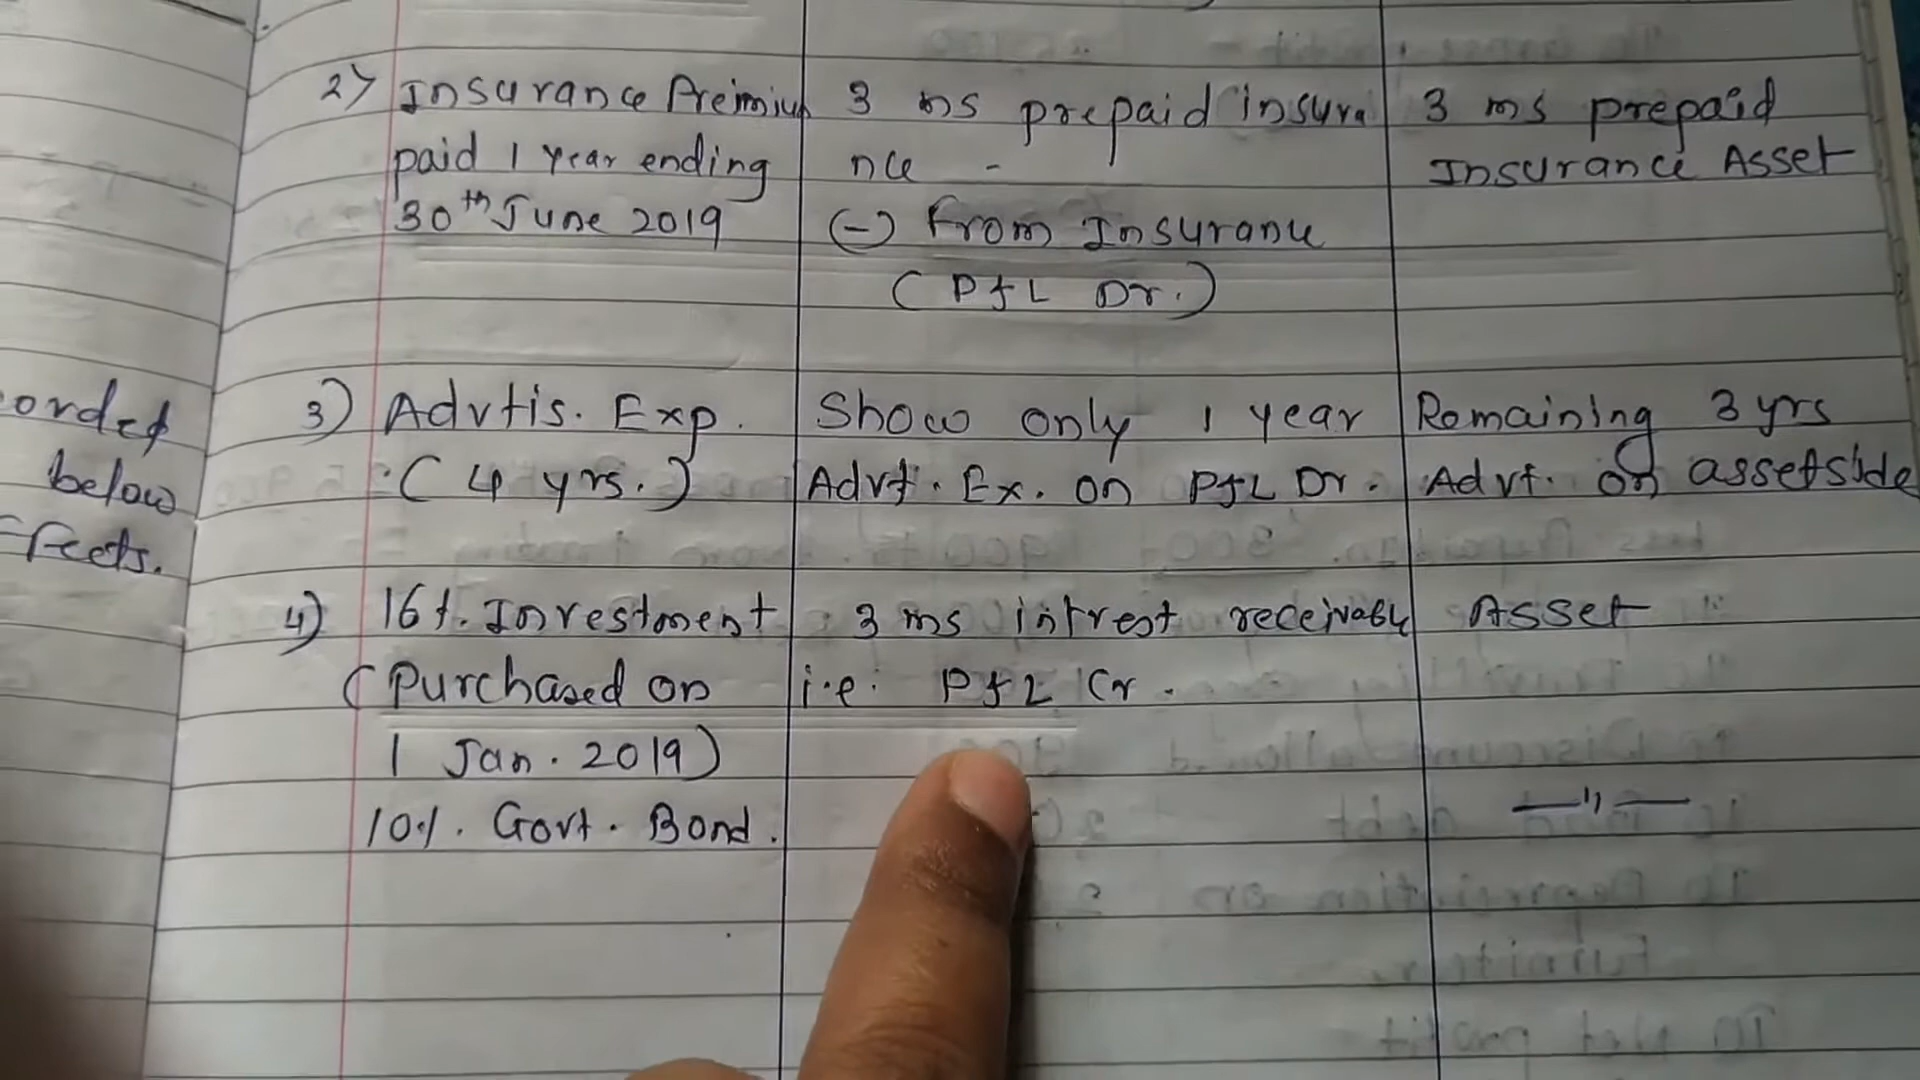 2) Insurance Premium
paid 1 year ending
30th June 2019
3 ms prepaid insura
nce -
(-) From Insurance
(P&L Dr.)
3 ms prepaid
Insurance Asset
3) Advtis. Exp.
(4 yrs.)
Show only 1 year
Advt. Ex. on P&L Dr.
Remaining 3 yrs
Advt. on asset side
4) 16%. Investment
(Purchased on
1 Jan. 2019)
10%. Govt. Bond.
3 ms intrest receivable
i.e. P&L Cr.
Asset
—"—
orded
below
ffects.